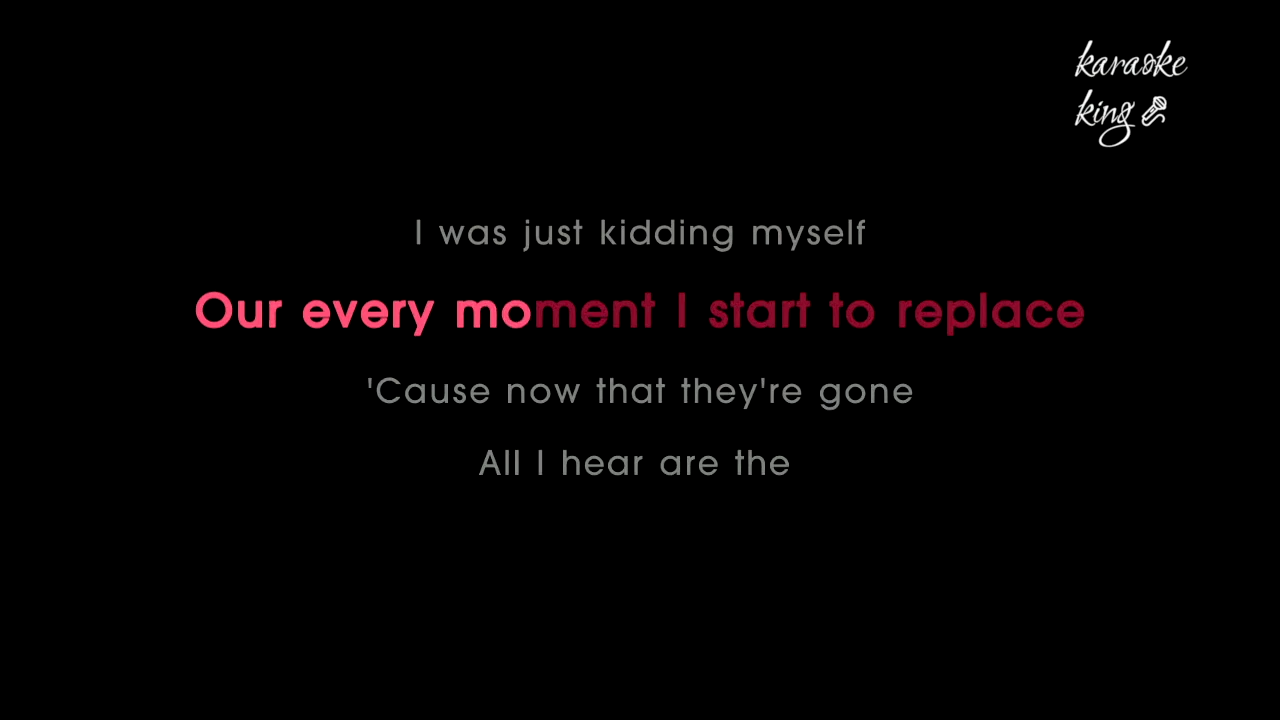 karaoke
king
I was just kidding myself
Our every moment I start to replace
'Cause now that they're gone
All I hear are the